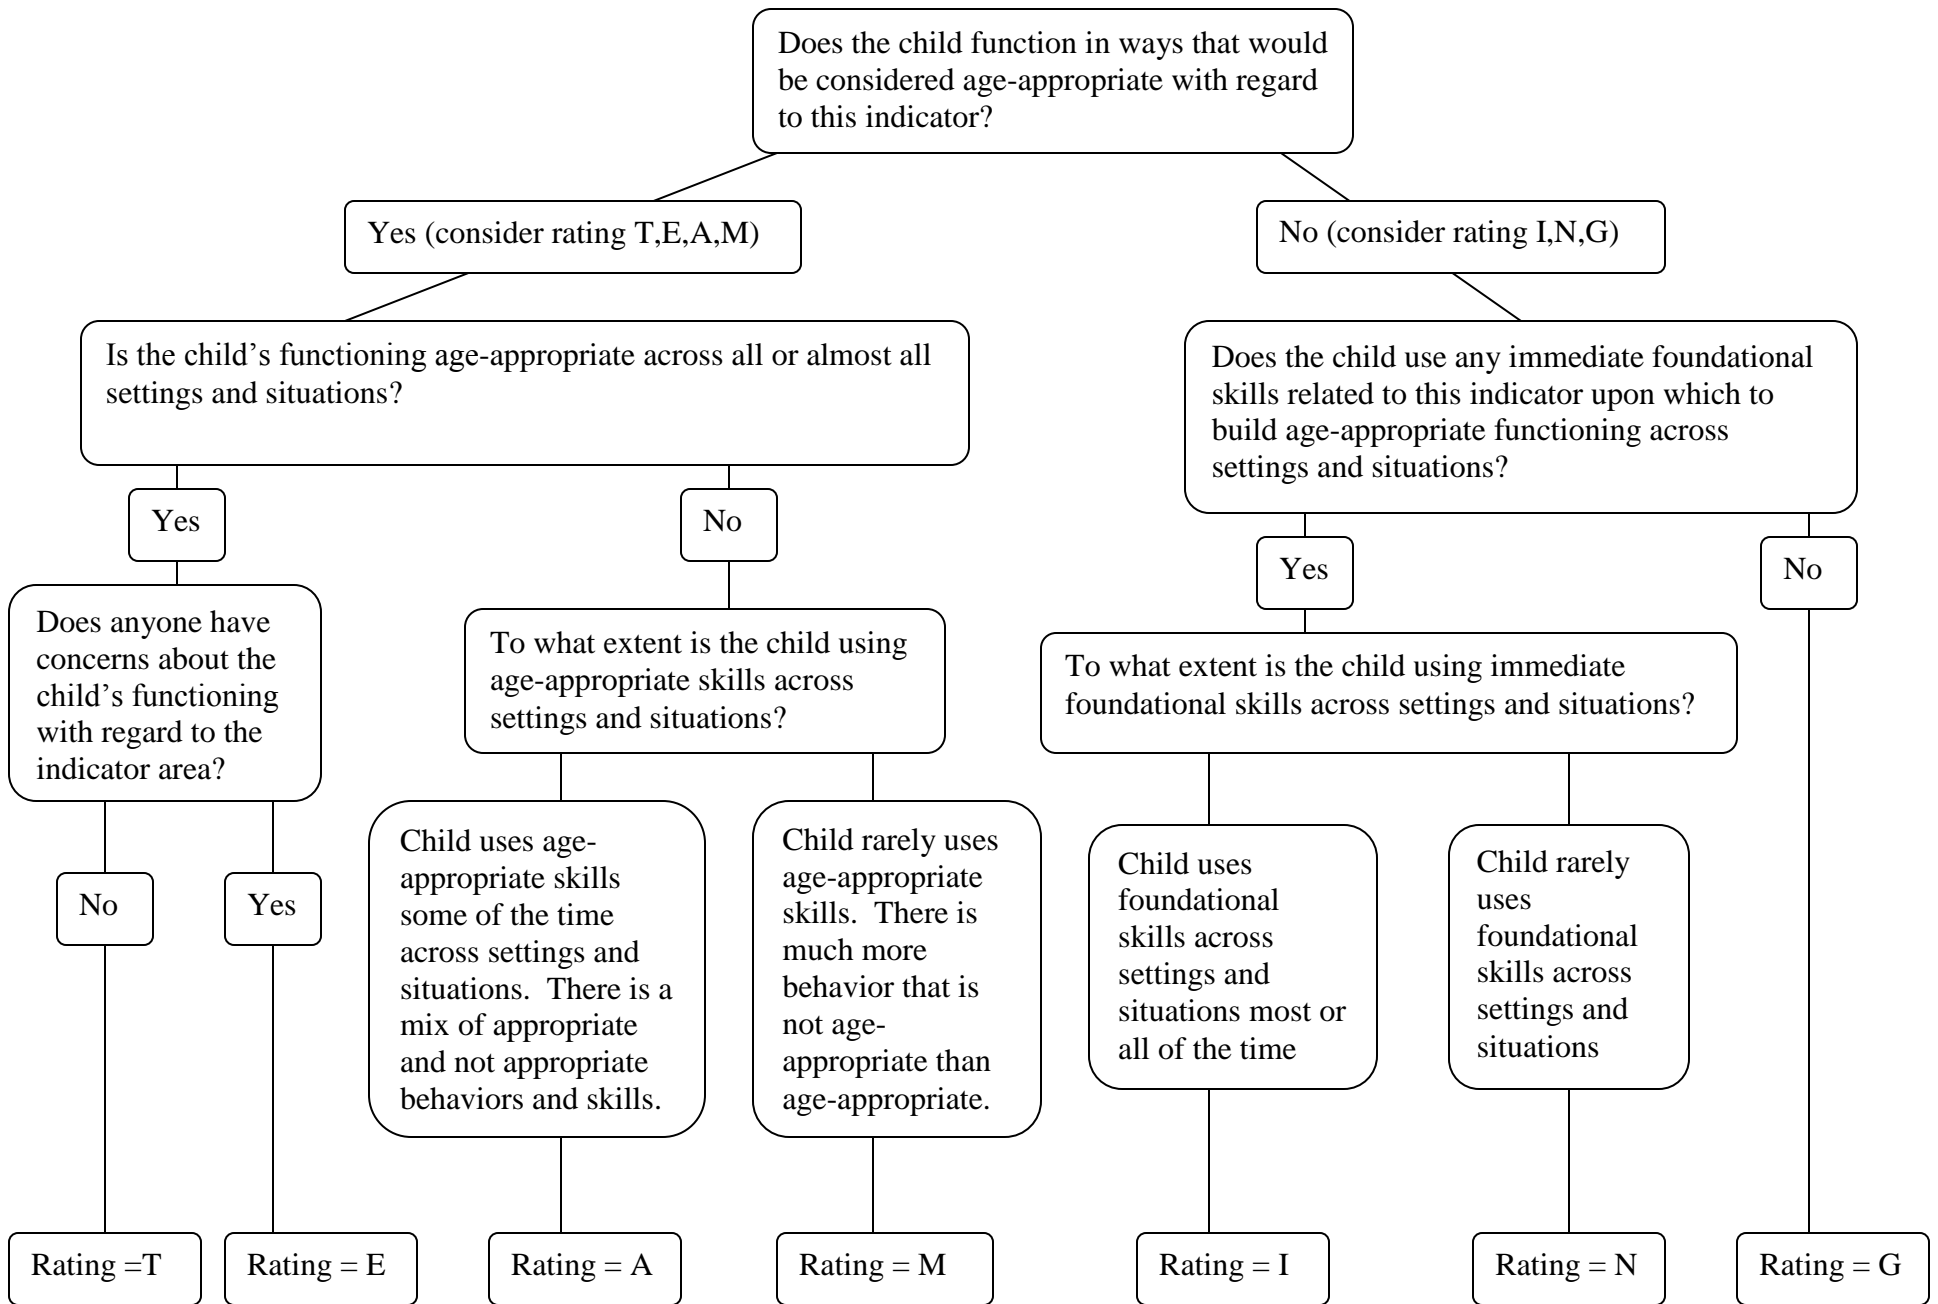 Does the child function in ways that would
be considered age-appropriate with regard
to this indicator?
Yes (consider rating T,E,A,M)
No (consider rating I,N,G)
Is the child’s functioning age-appropriate across all or almost all
settings and situations?
Does the child use any immediate foundational
skills related to this indicator upon which to
build age-appropriate functioning across
settings and situations?
Yes
No
Yes
No
Does anyone have
concerns about the
child’s functioning
with regard to the
indicator area?
To what extent is the child using
age-appropriate skills across
settings and situations?
To what extent is the child using immediate
foundational skills across settings and situations?
No
Yes
Child uses age-
appropriate skills
some of the time
across settings and
situations.  There is a
mix of appropriate
and not appropriate
behaviors and skills.
Child rarely uses
age-appropriate
skills.  There is
much more
behavior that is
not age-
appropriate than
age-appropriate.
Child uses
foundational
skills across
settings and
situations most or
all of the time
Child rarely
uses
foundational
skills across
settings and
situations
Rating =T
Rating = E
Rating = A
Rating = M
Rating = I
Rating = N
Rating = G